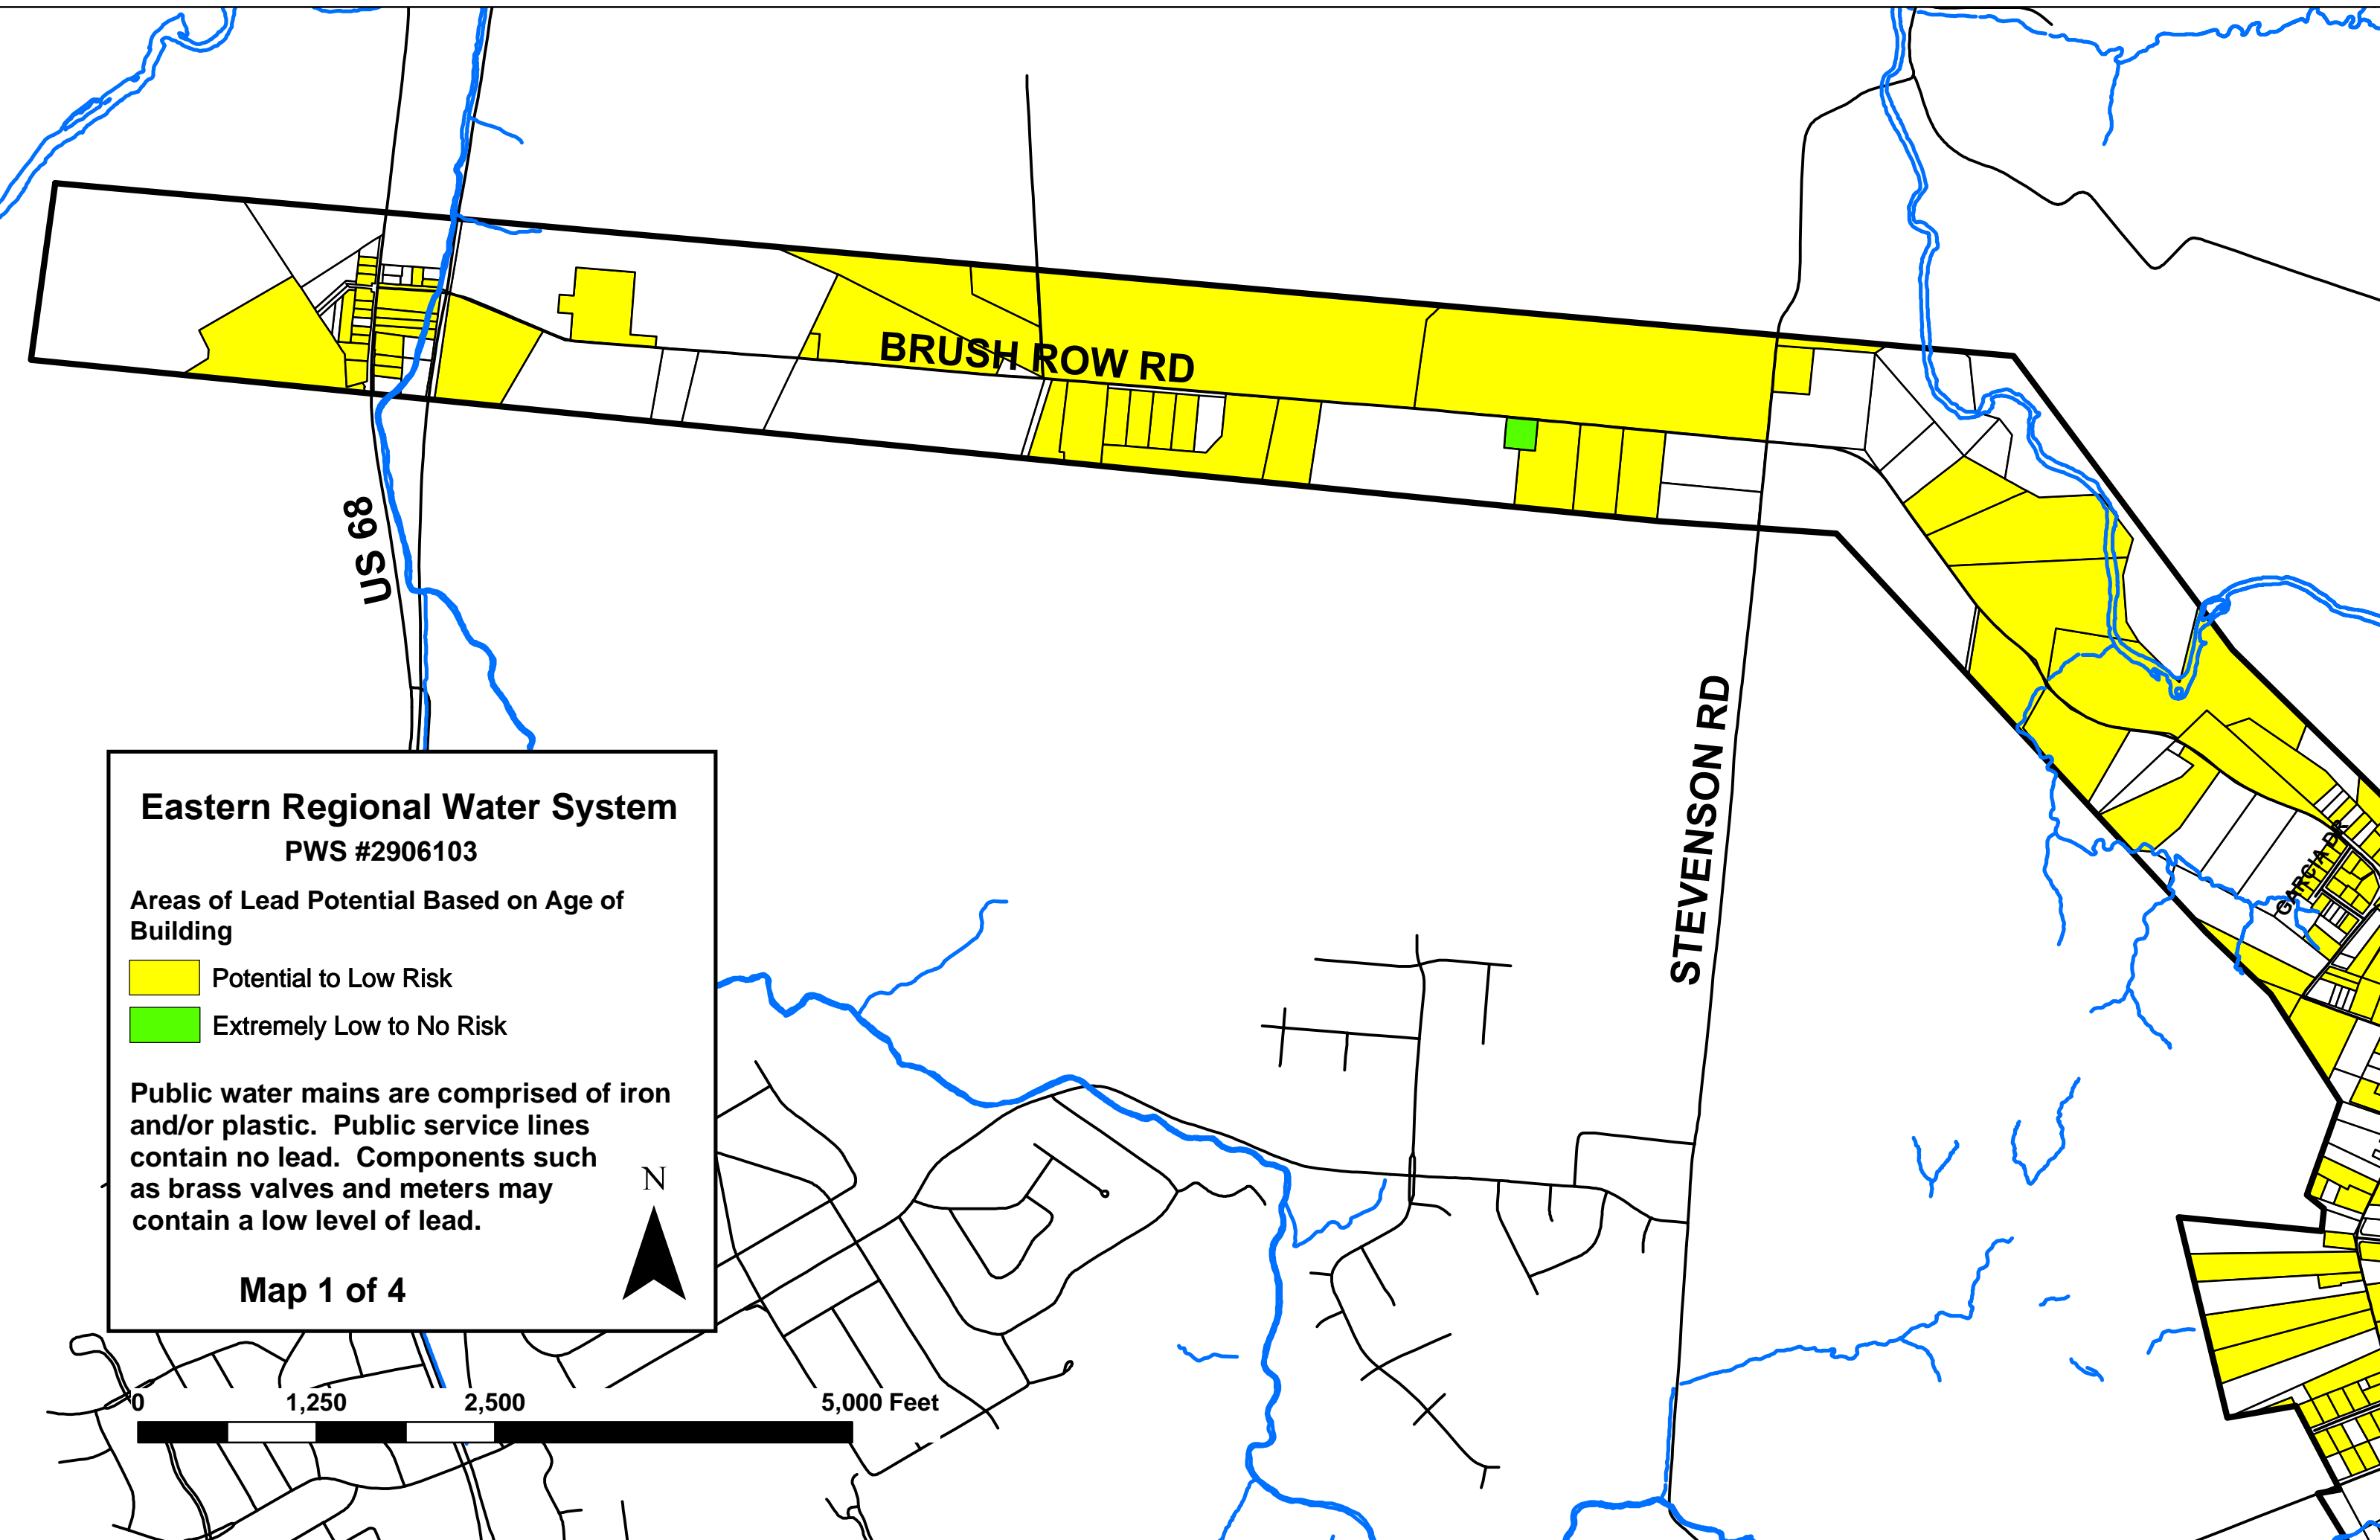 BRUSH ROW RD
US 68
STEVENSON RD
GARCIA DR
Eastern Regional Water System
PWS #2906103
Areas of Lead Potential Based on Age of
Building
Potential to Low Risk
Extremely Low to No Risk
Public water mains are comprised of iron
and/or plastic.  Public service lines
contain no lead.  Components such
as brass valves and meters may
contain a low level of lead.
N
Map 1 of 4
0 1,250 2,500 5,000 Feet